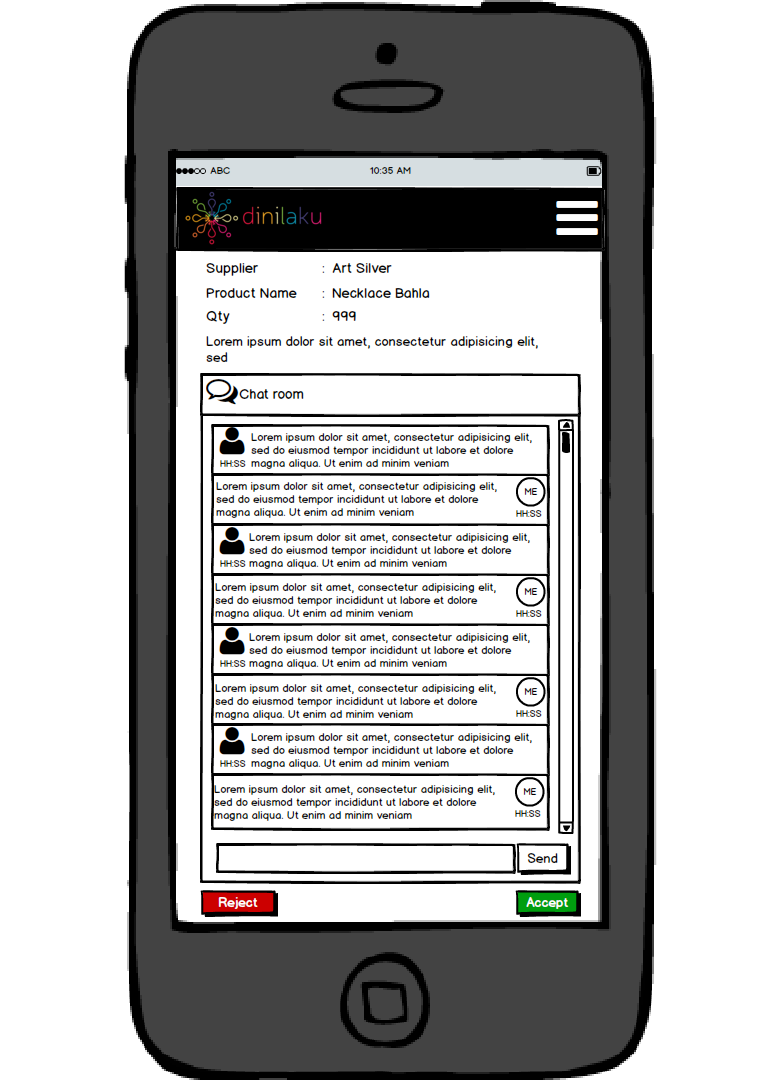 ABC 10:35 AM
dinilaku
Supplier : Art Silver
Product Name : Necklace Bahla
Qty : 999
Lorem ipsum dolor sit amet, consectetur adipisicing elit,
sed
Chat room
Lorem ipsum dolor sit amet, consectetur adipisicing elit,
sed do eiusmod tempor incididunt ut labore et dolore
HH:SS magna aliqua. Ut enim ad minim veniam
Lorem ipsum dolor sit amet, consectetur adipisicing elit, ME
sed do eiusmod tempor incididunt ut labore et dolore
magna aliqua. Ut enim ad minim veniam HH:SS
Lorem ipsum dolor sit amet, consectetur adipisicing elit,
sed do eiusmod tempor incididunt ut labore et dolore
HH:SS magna aliqua. Ut enim ad minim veniam
Lorem ipsum dolor sit amet, consectetur adipisicing elit, ME
sed do eiusmod tempor incididunt ut labore et dolore
magna aliqua. Ut enim ad minim veniam HH:SS
Lorem ipsum dolor sit amet, consectetur adipisicing elit,
sed do eiusmod tempor incididunt ut labore et dolore
HH:SS magna aliqua. Ut enim ad minim veniam
Lorem ipsum dolor sit amet, consectetur adipisicing elit, ME
sed do eiusmod tempor incididunt ut labore et dolore
magna aliqua. Ut enim ad minim veniam HH:SS
Lorem ipsum dolor sit amet, consectetur adipisicing elit,
sed do eiusmod tempor incididunt ut labore et dolore
HH:SS magna aliqua. Ut enim ad minim veniam
Lorem ipsum dolor sit amet, consectetur adipisicing elit, ME
sed do eiusmod tempor incididunt ut labore et dolore
magna aliqua. Ut enim ad minim veniam HH:SS
Send
Reject Accept